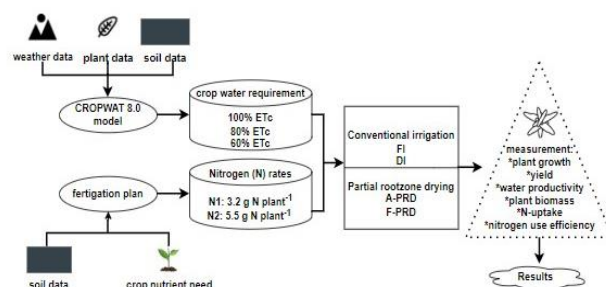 weather data
plant data
soil data
CROPWAT 8.0
model
crop water requirement
100% ETc
80% ETc
60% ETc
fertigation plan
Nitrogen (N) rates
N1: 3.2 g N plant⁻¹
N2: 5.5 g N plant⁻¹
soil data
crop nutrient need
Conventional irrigation
FI
DI
Partial rootzone drying
A-PRD
F-PRD
measurement:
*plant growth
*yield
*water productivity
*plant biomass
*N-uptake
*nitrogen use efficiency
Results